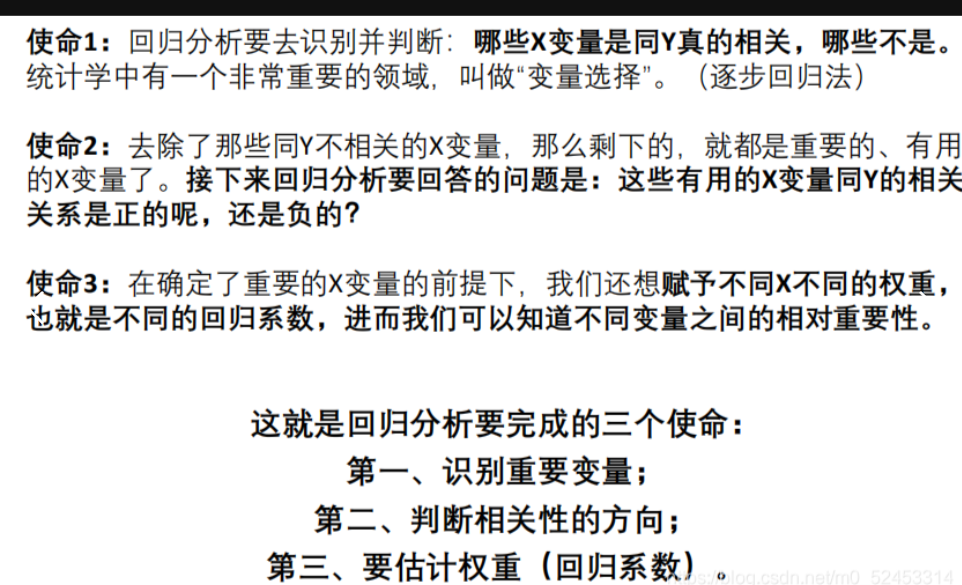 使命1：回归分析要去识别并判断：哪些X变量是同Y真的相关，哪些不是。
统计学中有一个非常重要的领域，叫做“变量选择”。（逐步回归法）
使命2：去除了那些同Y不相关的X变量，那么剩下的，就都是重要的、有用
的X变量了。接下来回归分析要回答的问题是：这些有用的X变量同Y的相关
关系是正的呢，还是负的？
使命3：在确定了重要的X变量的前提下，我们还想赋予不同X不同的权重，
也就是不同的回归系数，进而我们可以知道不同变量之间的相对重要性。
这就是回归分析要完成的三个使命：
第一、识别重要变量；
第二、判断相关性的方向；
第三、要估计权重（回归系数）。
https://blog.csdn.net/m0_52453314